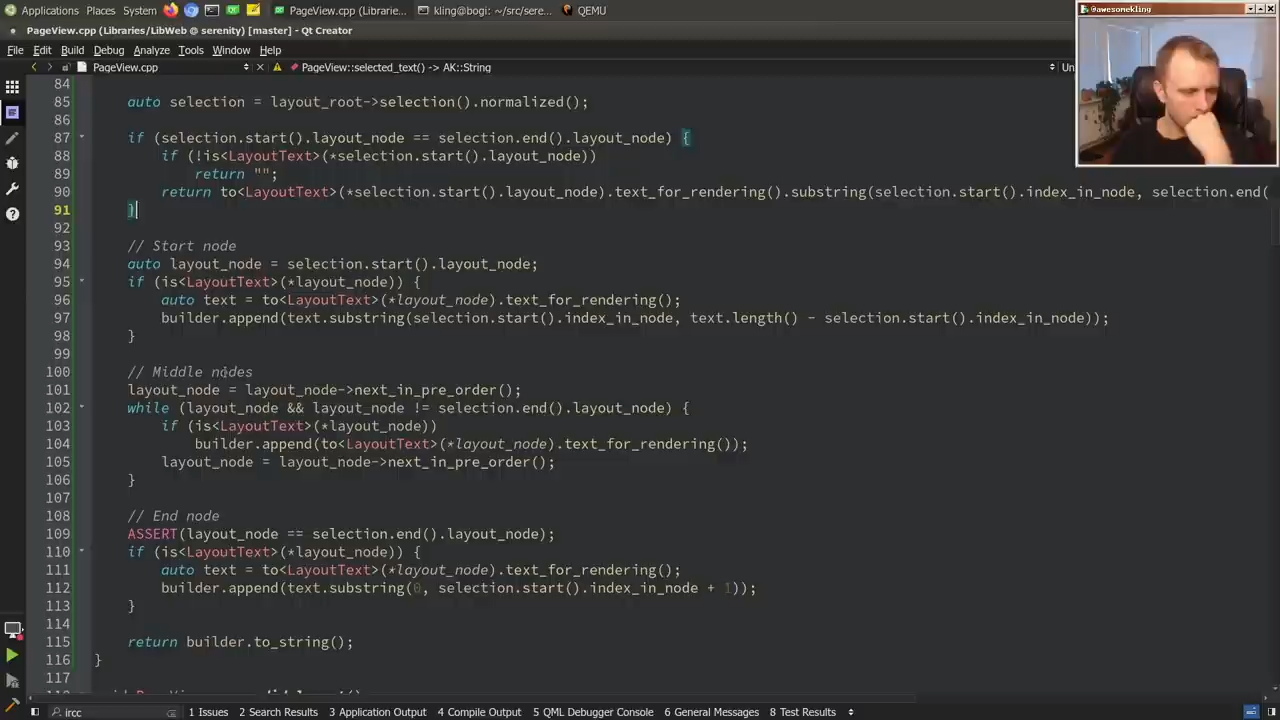 Applications Places System PageView.cpp (Librarie... kling@bogi: ~/src/sere... QEMU
@awesomekling
PageView.cpp (Libraries/LibWeb @ serenity) [master] - Qt Creator
File Edit Build Debug Analyze Tools Window Help
PageView.cpp PageView::selected_text() -> AK::String Un
84
85 auto selection = layout_root->selection().normalized();
86
87 if (selection.start().layout_node == selection.end().layout_node) {
88 if (!is<LayoutText>(*selection.start().layout_node))
89 return "";
90 return to<LayoutText>(*selection.start().layout_node).text_for_rendering().substring(selection.start().index_in_node, selection.end(
91 }
92
93 // Start node
94 auto layout_node = selection.start().layout_node;
95 if (is<LayoutText>(*layout_node)) {
96 auto text = to<LayoutText>(*layout_node).text_for_rendering();
97 builder.append(text.substring(selection.start().index_in_node, text.length() - selection.start().index_in_node));
98 }
99
100 // Middle nodes
101 layout_node = layout_node->next_in_pre_order();
102 while (layout_node && layout_node != selection.end().layout_node) {
103 if (is<LayoutText>(*layout_node))
104 builder.append(to<LayoutText>(*layout_node).text_for_rendering());
105 layout_node = layout_node->next_in_pre_order();
106 }
107
108 // End node
109 ASSERT(layout_node == selection.end().layout_node);
110 if (is<LayoutText>(*layout_node)) {
111 auto text = to<LayoutText>(*layout_node).text_for_rendering();
112 builder.append(text.substring(0, selection.start().index_in_node + 1));
113 }
114
115 return builder.to_string();
116 }
117
ircc 1 Issues 2 Search Results 3 Application Output 4 Compile Output 5 QML Debugger Console 6 General Messages 8 Test Results